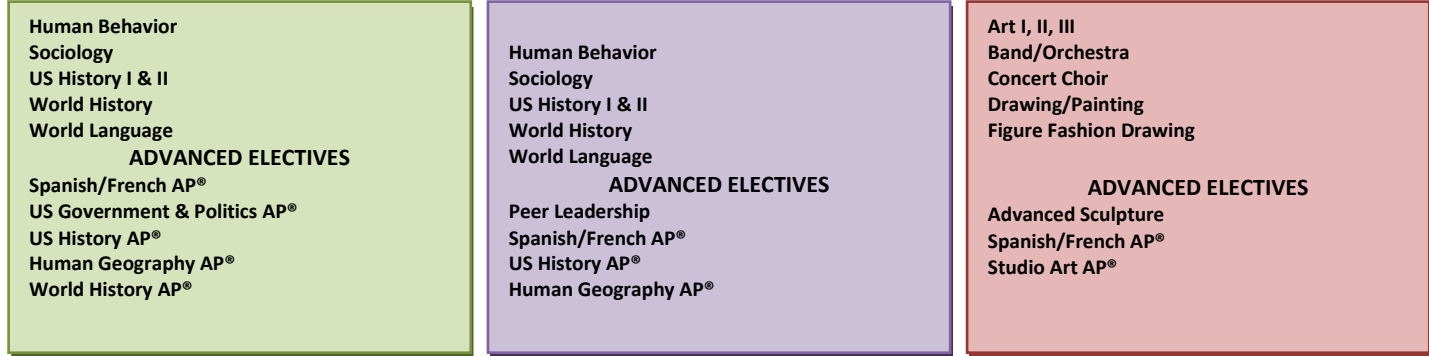 Human Behavior
Sociology
US History I & II
World History
World Language
ADVANCED ELECTIVES
Spanish/French AP®
US Government & Politics AP®
US History AP®
Human Geography AP®
World History AP®
Human Behavior
Sociology
US History I & II
World History
World Language
ADVANCED ELECTIVES
Peer Leadership
Spanish/French AP®
US History AP®
Human Geography AP®
Art I, II, III
Band/Orchestra
Concert Choir
Drawing/Painting
Figure Fashion Drawing
ADVANCED ELECTIVES
Advanced Sculpture
Spanish/French AP®
Studio Art AP®